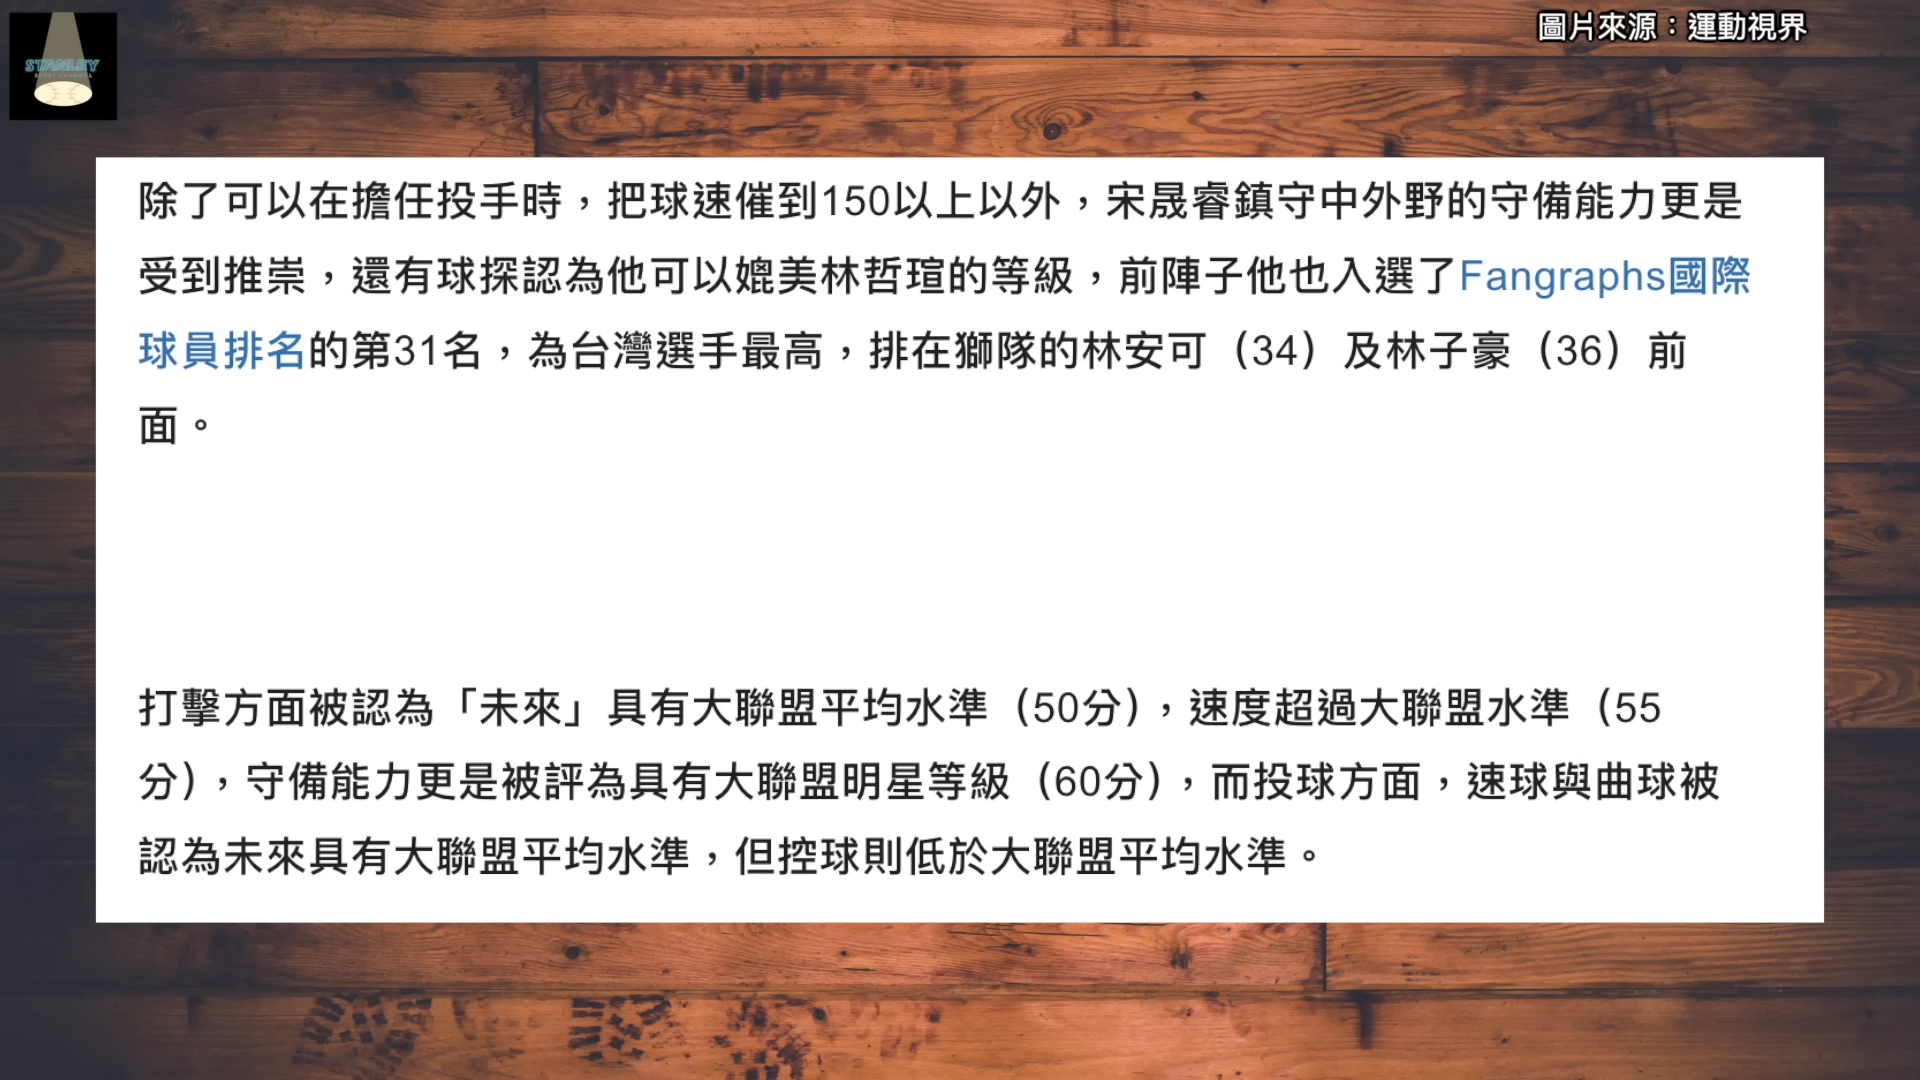 圖片來源：運動視界
STANLEY
除了可以在擔任投手時，把球速催到150以上以外，宋晟睿鎮守中外野的守備能力更是
受到推崇，還有球探認為他可以媲美林哲瑄的等級，前陣子他也入選了Fangraphs國際
球員排名的第31名，為台灣選手最高，排在獅隊的林安可（34）及林子豪（36）前
面。
打擊方面被認為「未來」具有大聯盟平均水準（50分），速度超過大聯盟水準（55
分），守備能力更是被評為具有大聯盟明星等級（60分），而投球方面，速球與曲球被
認為未來具有大聯盟平均水準，但控球則低於大聯盟平均水準。